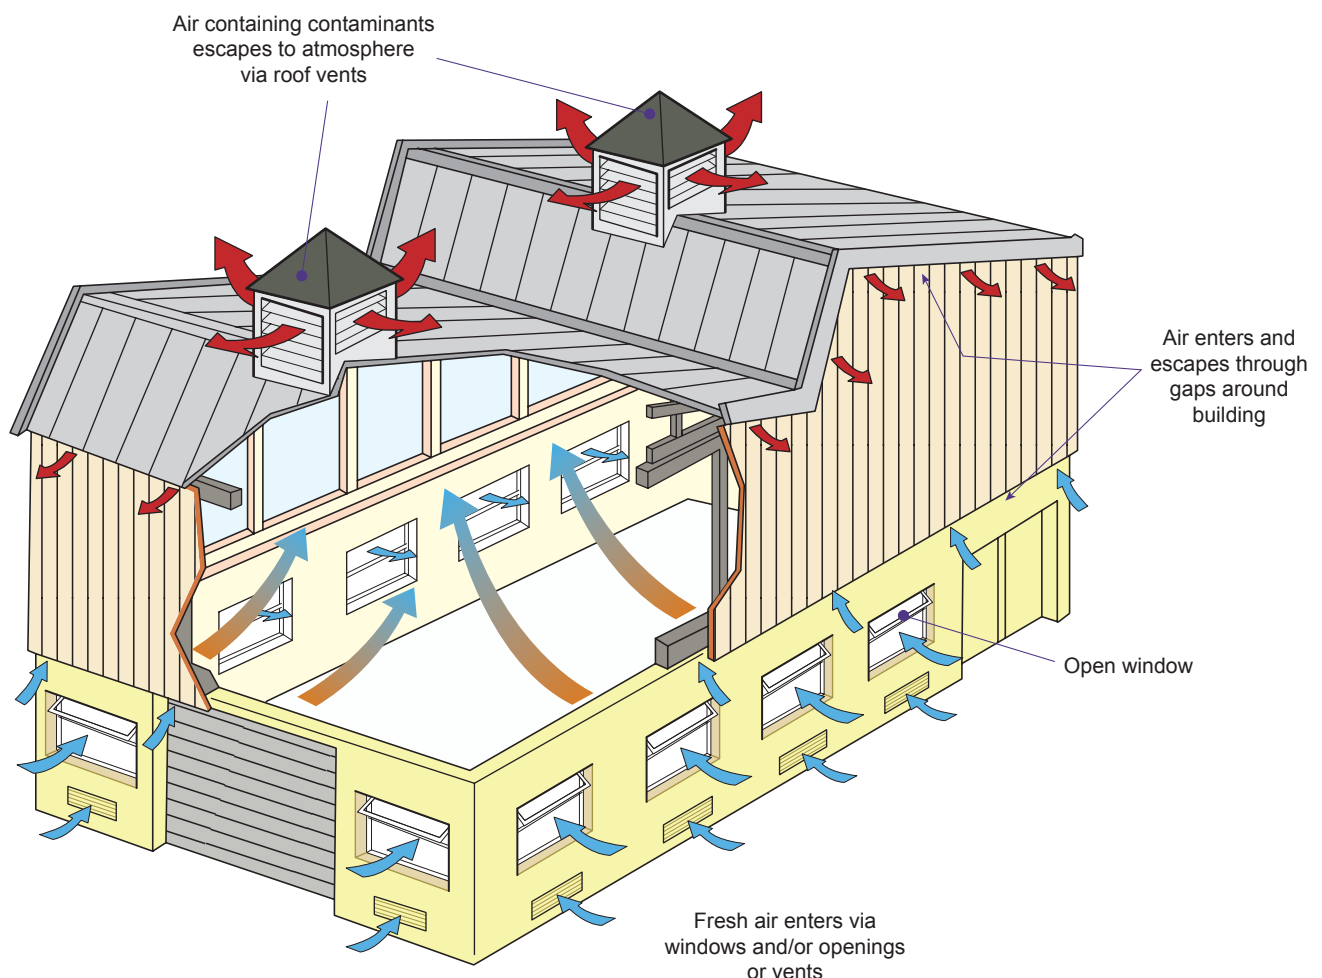 Air containing contaminants
escapes to atmosphere
via roof vents
Air enters and
escapes through
gaps around
building
Open window
Fresh air enters via
windows and/or openings
or vents